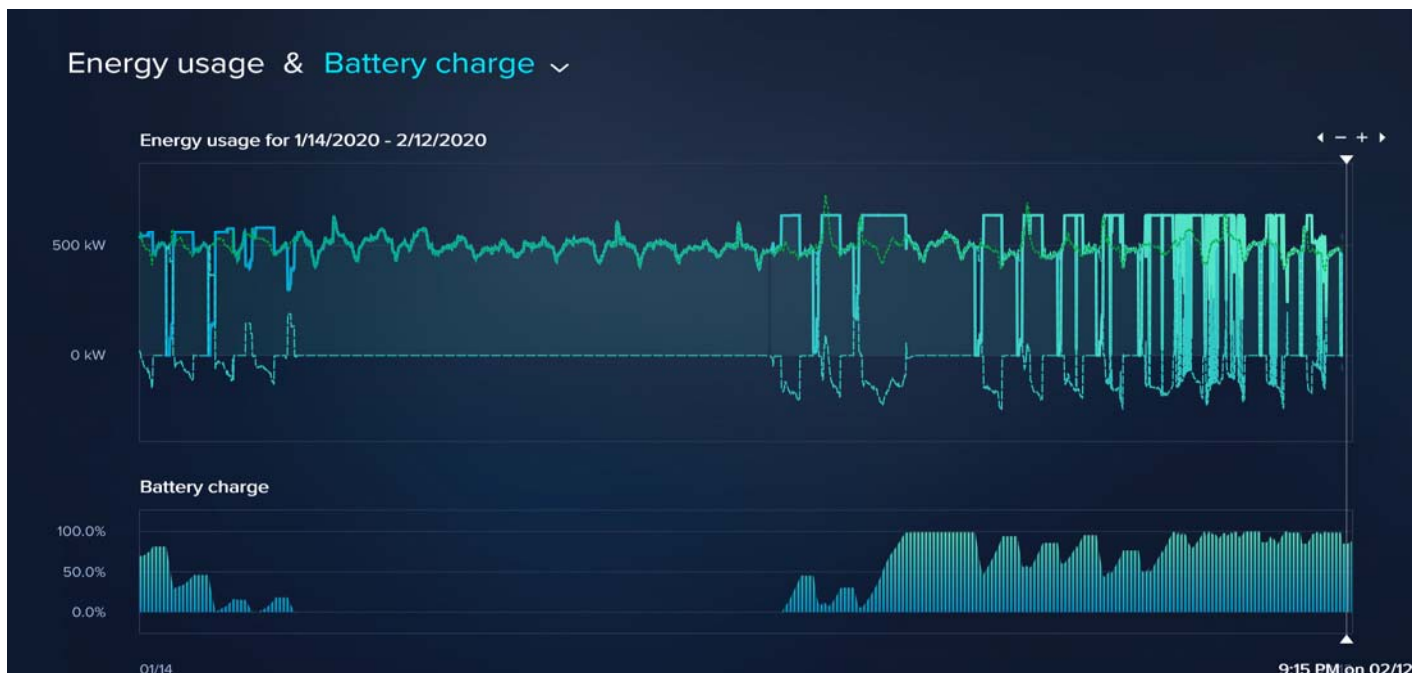 Energy usage & Battery charge
Energy usage for 1/14/2020 - 2/12/2020
500 kW
0 kW
Battery charge
100.0%
50.0%
0.0%
01/14
9:15 PM on 02/12